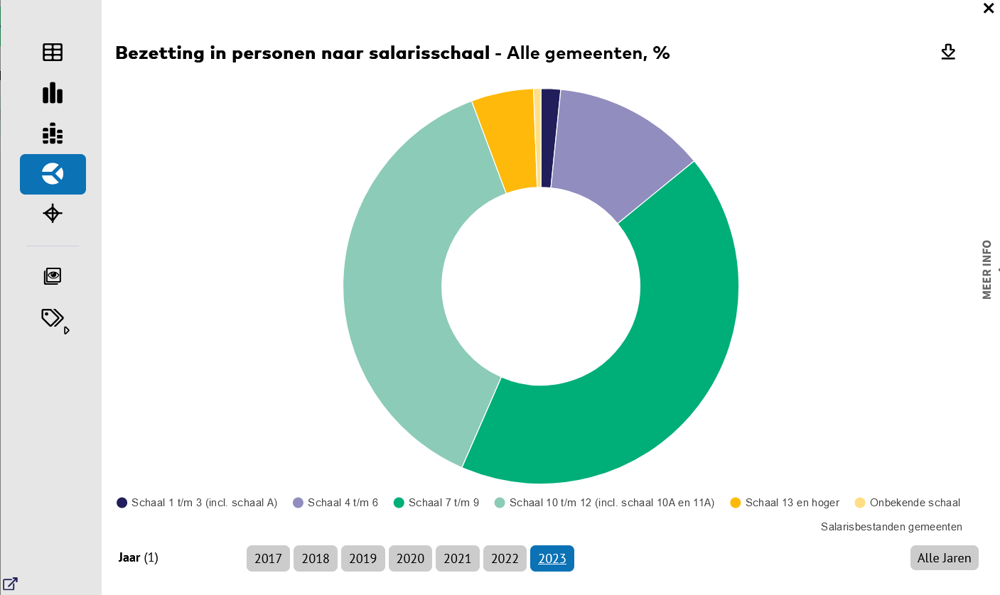 Bezetting in personen naar salarisschaal - Alle gemeenten, %
MEER INFO
Schaal 1 t/m 3 (incl. schaal A) Schaal 4 t/m 6 Schaal 7 t/m 9 Schaal 10 t/m 12 (incl. schaal 10A en 11A) Schaal 13 en hoger Onbekende schaal
Salarisbestanden gemeenten
Jaar (1) 2017 2018 2019 2020 2021 2022 2023 Alle Jaren